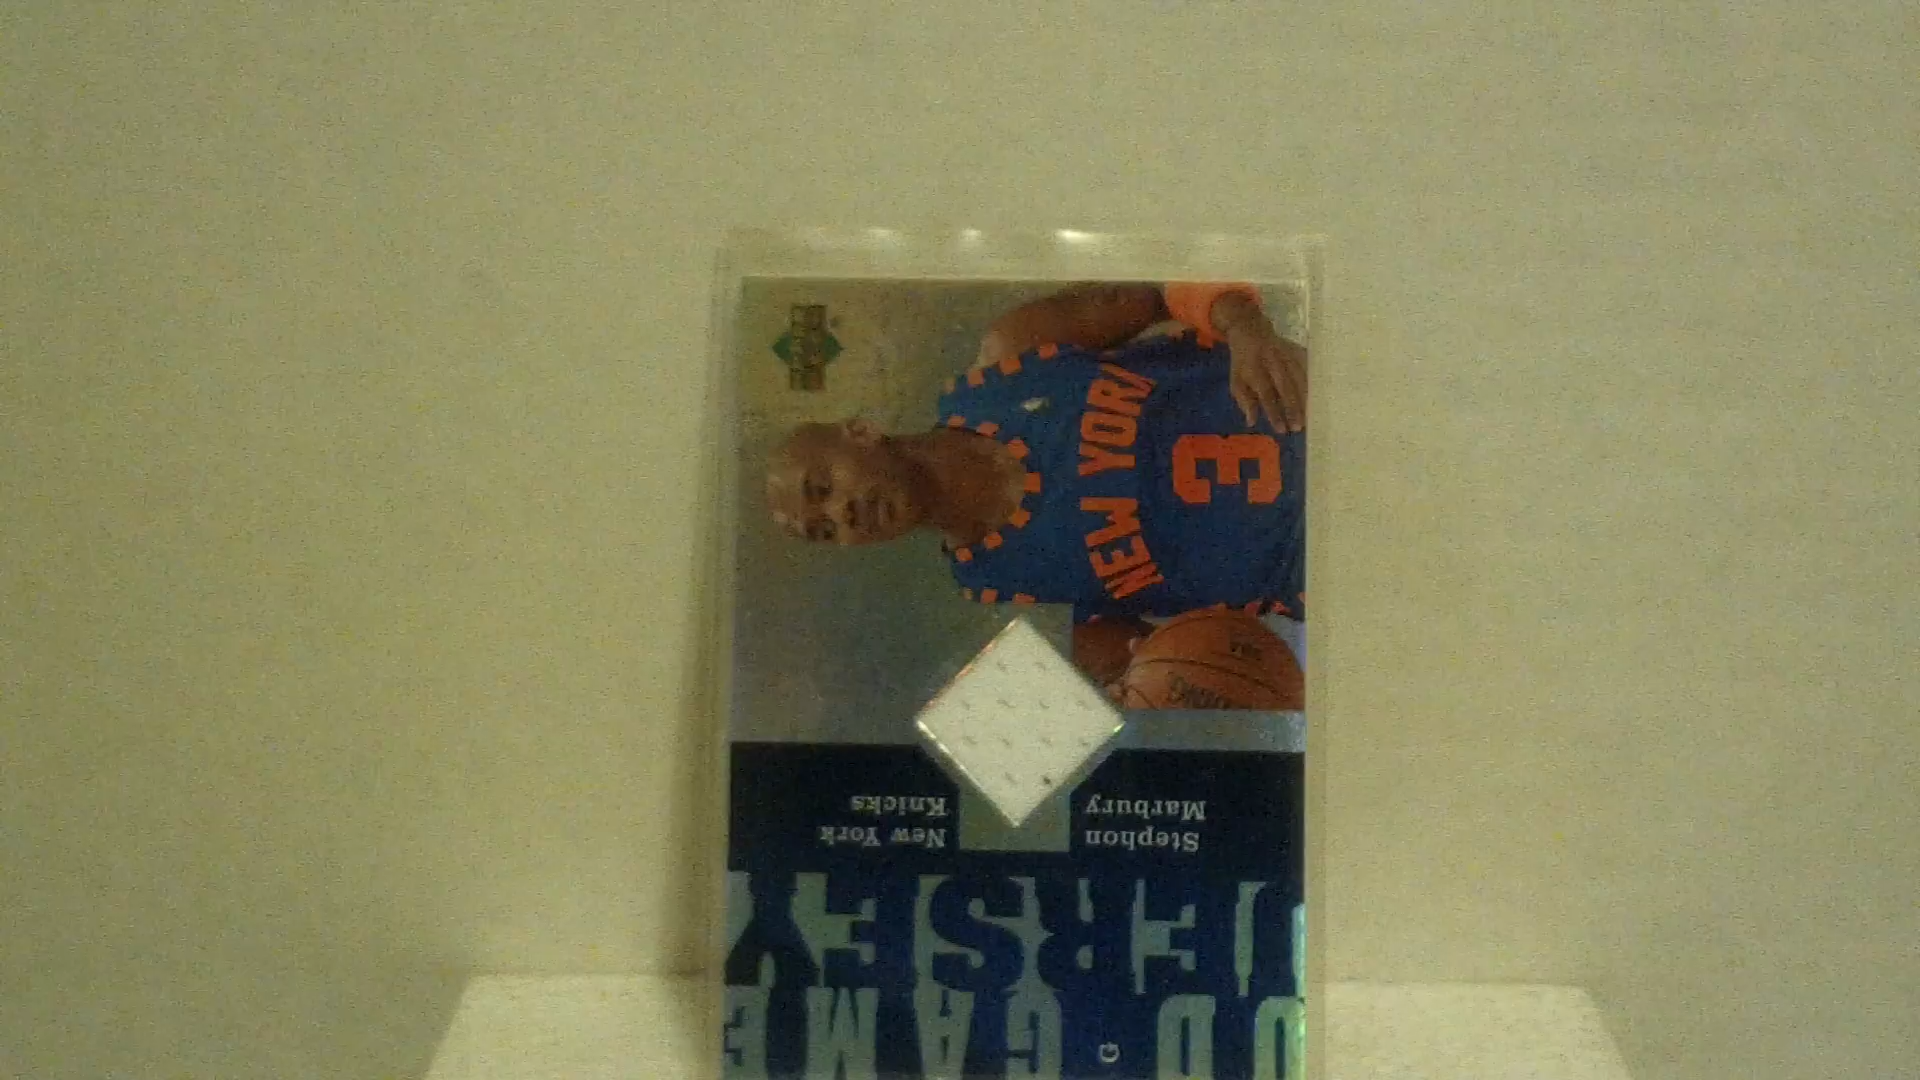 UD GAME
JERSEY
G
Stephon
Marbury
New York
Knicks
NEW YORK
3